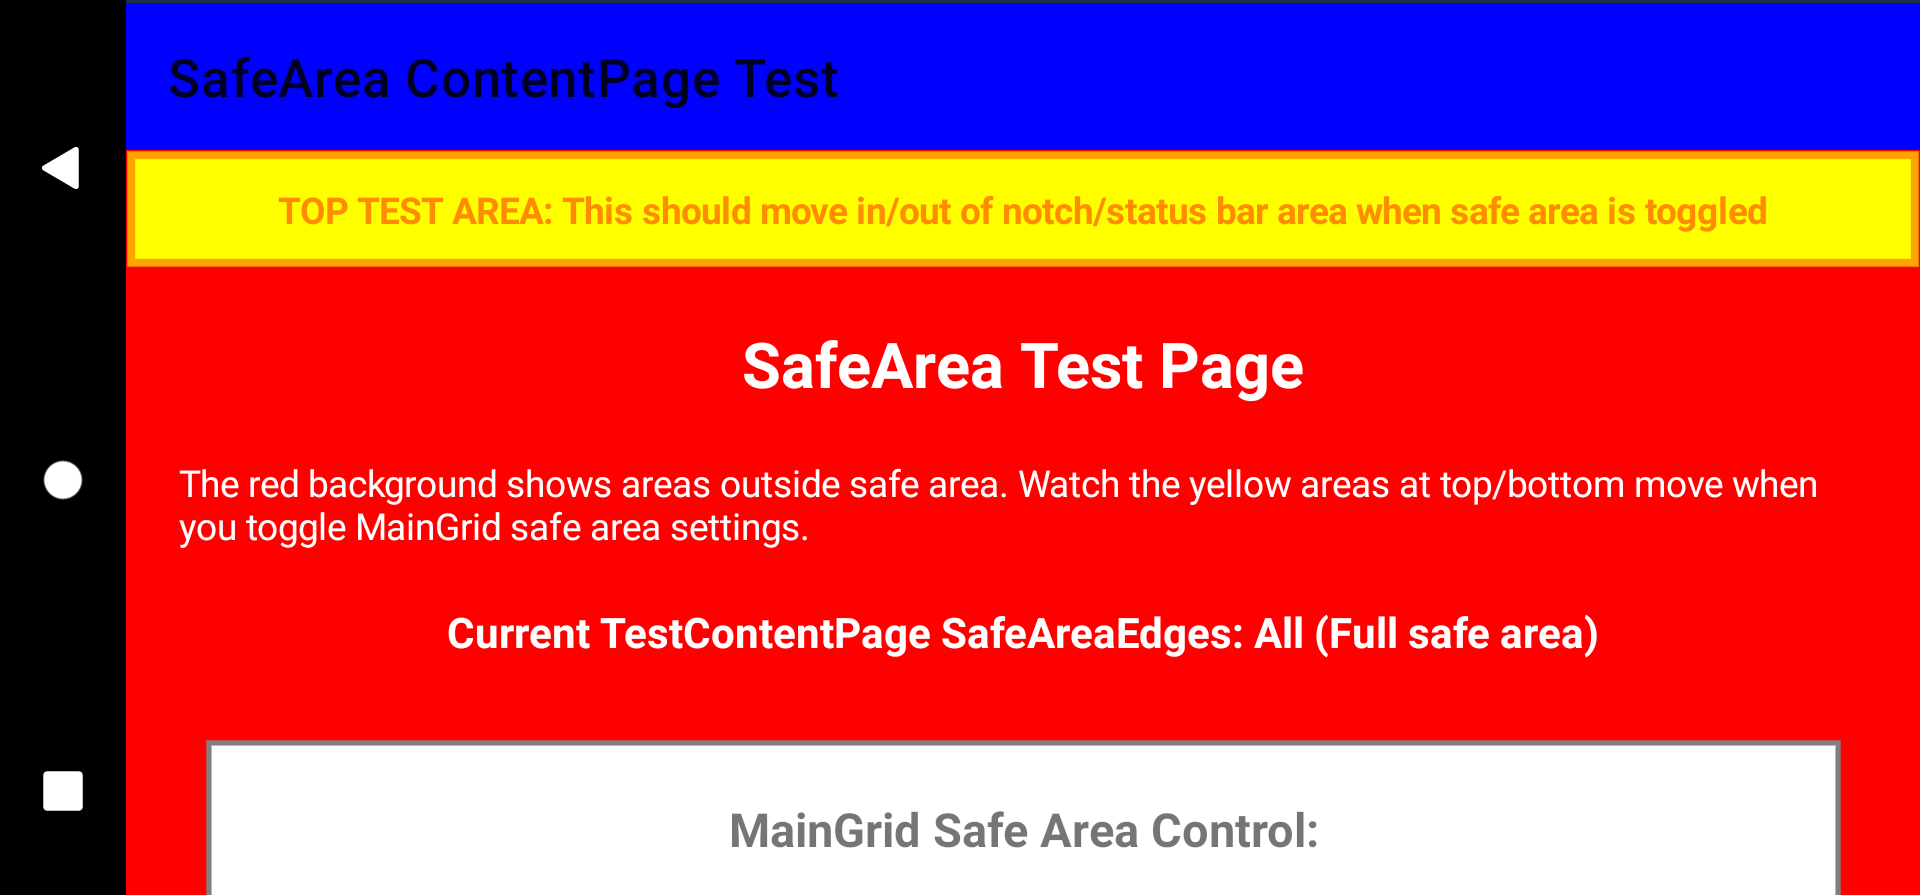 SafeArea ContentPage Test
TOP TEST AREA: This should move in/out of notch/status bar area when safe area is toggled
SafeArea Test Page
The red background shows areas outside safe area. Watch the yellow areas at top/bottom move when
you toggle MainGrid safe area settings.
Current TestContentPage SafeAreaEdges: All (Full safe area)
MainGrid Safe Area Control: